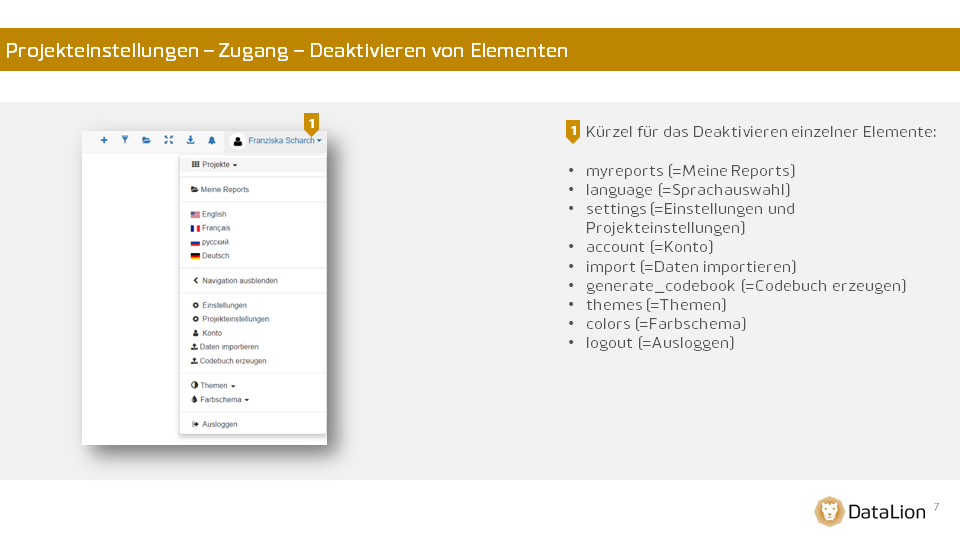 Projekteinstellungen – Zugang – Deaktivieren von Elementen
1
Franziska Scharch
Projekte
Meine Reports
English
Français
русский
Deutsch
Navigation ausblenden
Einstellungen
Projekteinstellungen
Konto
Daten importieren
Codebuch erzeugen
Themen
Farbschema
Ausloggen
1 Kürzel für das Deaktivieren einzelner Elemente:
• myreports (=Meine Reports)
• language (=Sprachauswahl)
• settings (=Einstellungen und
Projekteinstellungen)
• account (=Konto)
• import (=Daten importieren)
• generate_codebook (=Codebuch erzeugen)
• themes (=Themen)
• colors (=Farbschema)
• logout (=Ausloggen)
DataLion 7